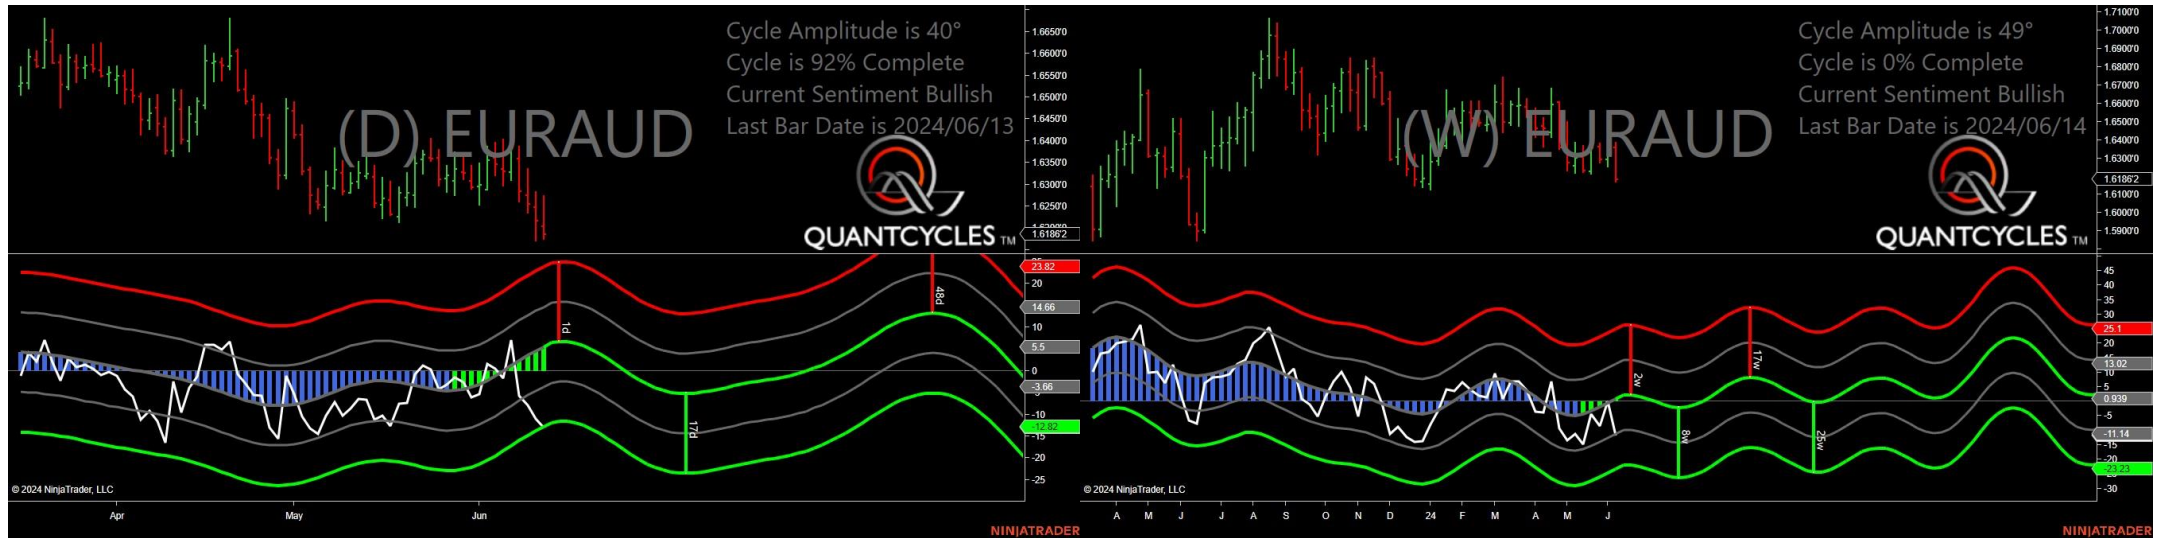 Cycle Amplitude is 40°
Cycle is 92% Complete
Current Sentiment Bullish
Last Bar Date is 2024/06/13
(D) EURAUD
QUANTCYCLES TM
1.6650'0
1.6600'0
1.6550'0
1.6500'0
1.6450'0
1.6400'0
1.6350'0
1.6300'0
1.6250'0
1.6186'2
23.82
20
14.66
10
5.5
0
-3.66
-10
-12.82
-15
-20
-25
1d
17d
48d
© 2024 NinjaTrader, LLC
Apr May Jun
NINJATRADER
Cycle Amplitude is 49°
Cycle is 0% Complete
Current Sentiment Bullish
Last Bar Date is 2024/06/14
(W) EURAUD
QUANTCYCLES TM
1.7100'0
1.7000'0
1.6900'0
1.6800'0
1.6700'0
1.6600'0
1.6500'0
1.6400'0
1.6300'0
1.6186'2
1.6100'0
1.6000'0
1.5900'0
45
40
35
30
25.1
20
13.02
10
5
0.939
-5
-11.14
-15
-20
-23.23
-30
2w
8w
17w
25w
© 2024 NinjaTrader, LLC
A M J J A S O N D 24 F M A M J
NINJATRADER